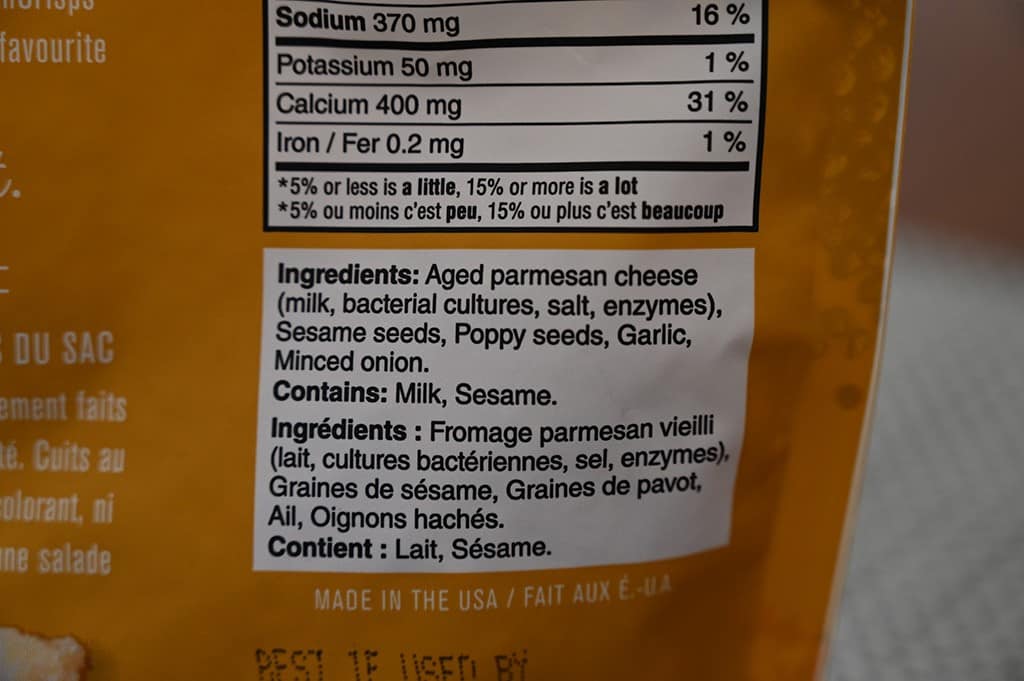 favourite
Sodium 370 mg 16 %
Potassium 50 mg 1 %
Calcium 400 mg 31 %
Iron / Fer 0.2 mg 1 %
*5% or less is a little, 15% or more is a lot
*5% ou moins c'est peu, 15% ou plus c'est beaucoup
Ingredients: Aged parmesan cheese
(milk, bacterial cultures, salt, enzymes),
Sesame seeds, Poppy seeds, Garlic,
Minced onion.
Contains: Milk, Sesame.
Ingrédients : Fromage parmesan vieilli
(lait, cultures bactériennes, sel, enzymes),
Graines de sésame, Graines de pavot,
Ail, Oignons hachés.
Contient : Lait, Sésame.
MADE IN THE USA / FAIT AUX É.-U.A
BEST IF USED BY
DU SAC
faits
Cuits au
ni
salade